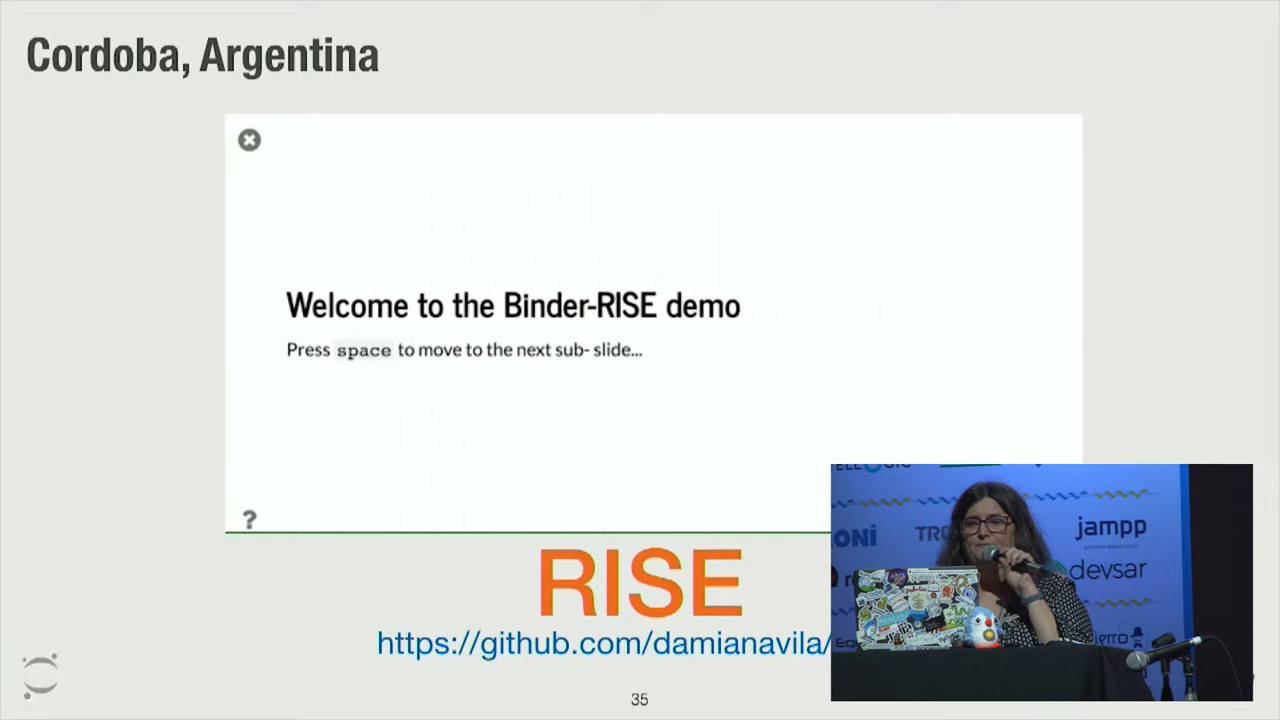 Cordoba, Argentina
Welcome to the Binder-RISE demo
Press space to move to the next sub- slide...
?
RISE
https://github.com/damianavila/
35
jampp
devsar